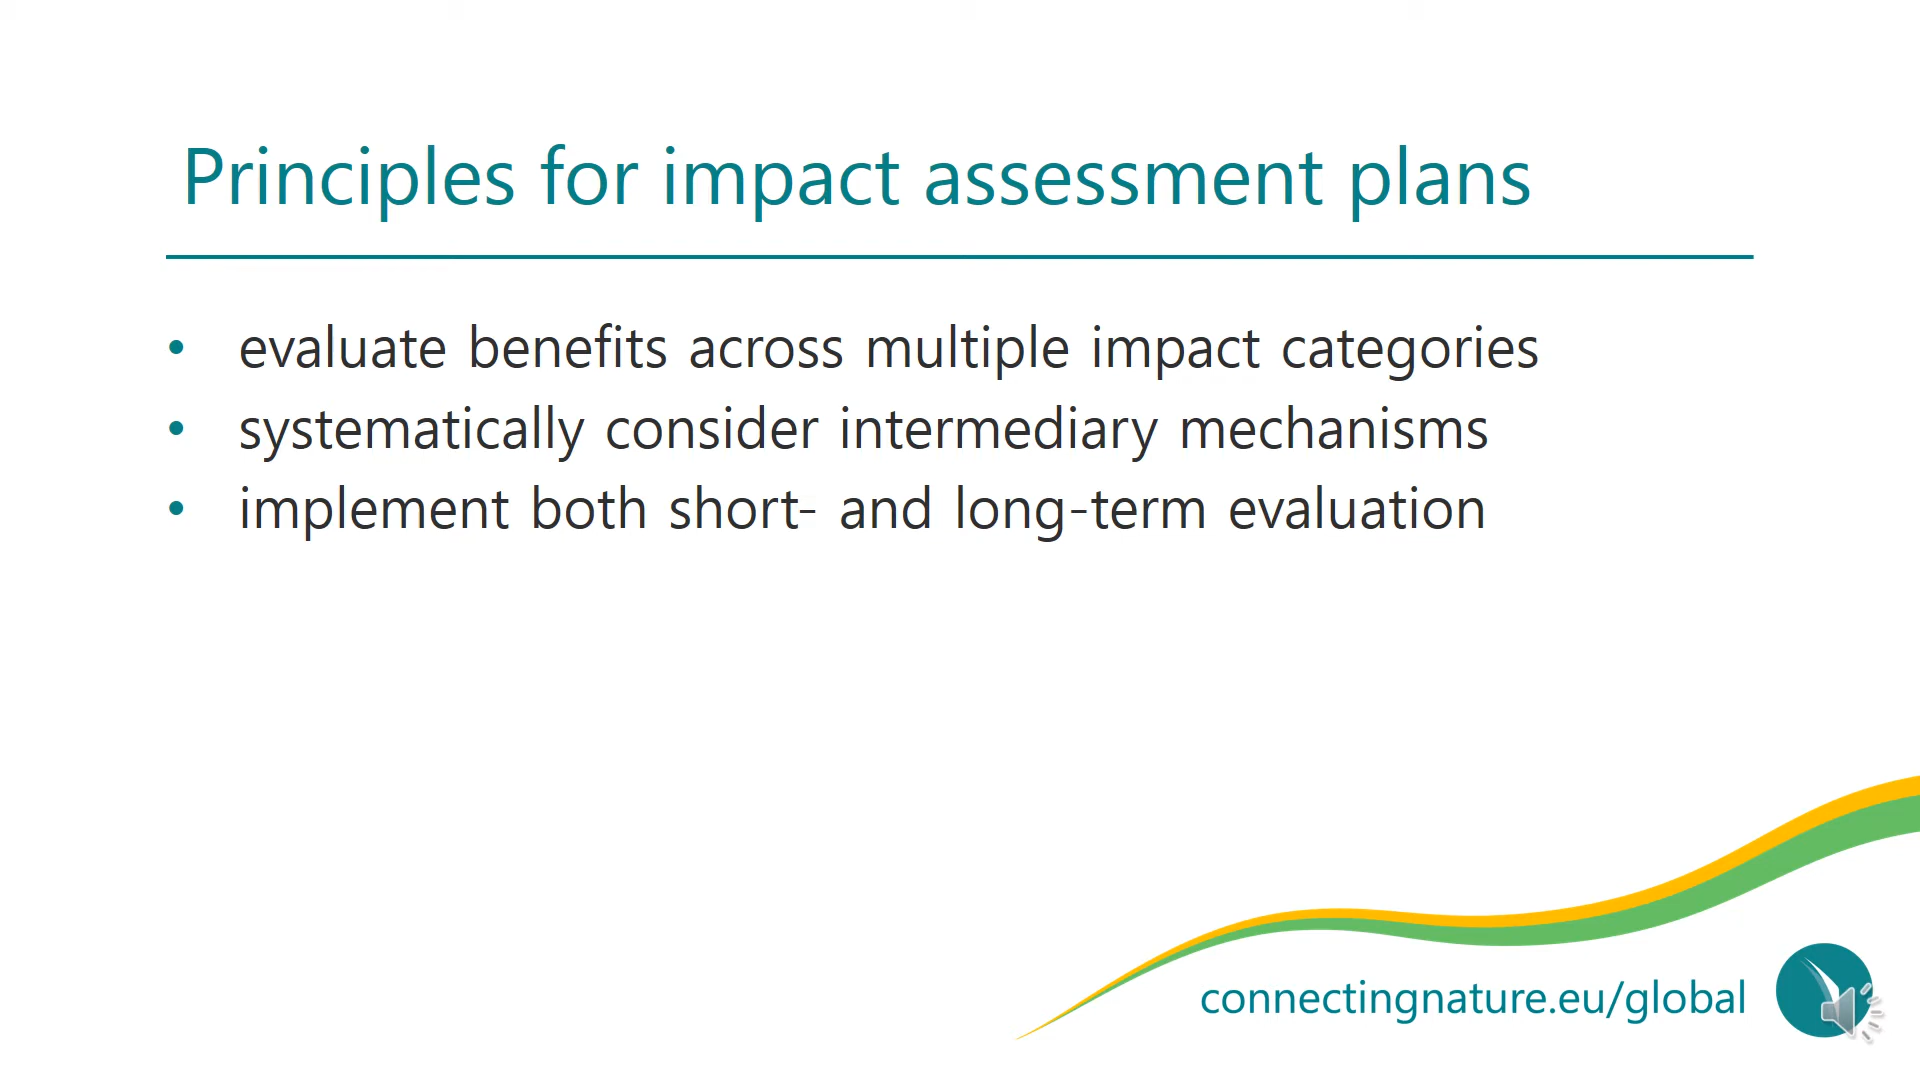 Principles for impact assessment plans
• evaluate benefits across multiple impact categories
• systematically consider intermediary mechanisms
• implement both short- and long-term evaluation
connectingnature.eu/global